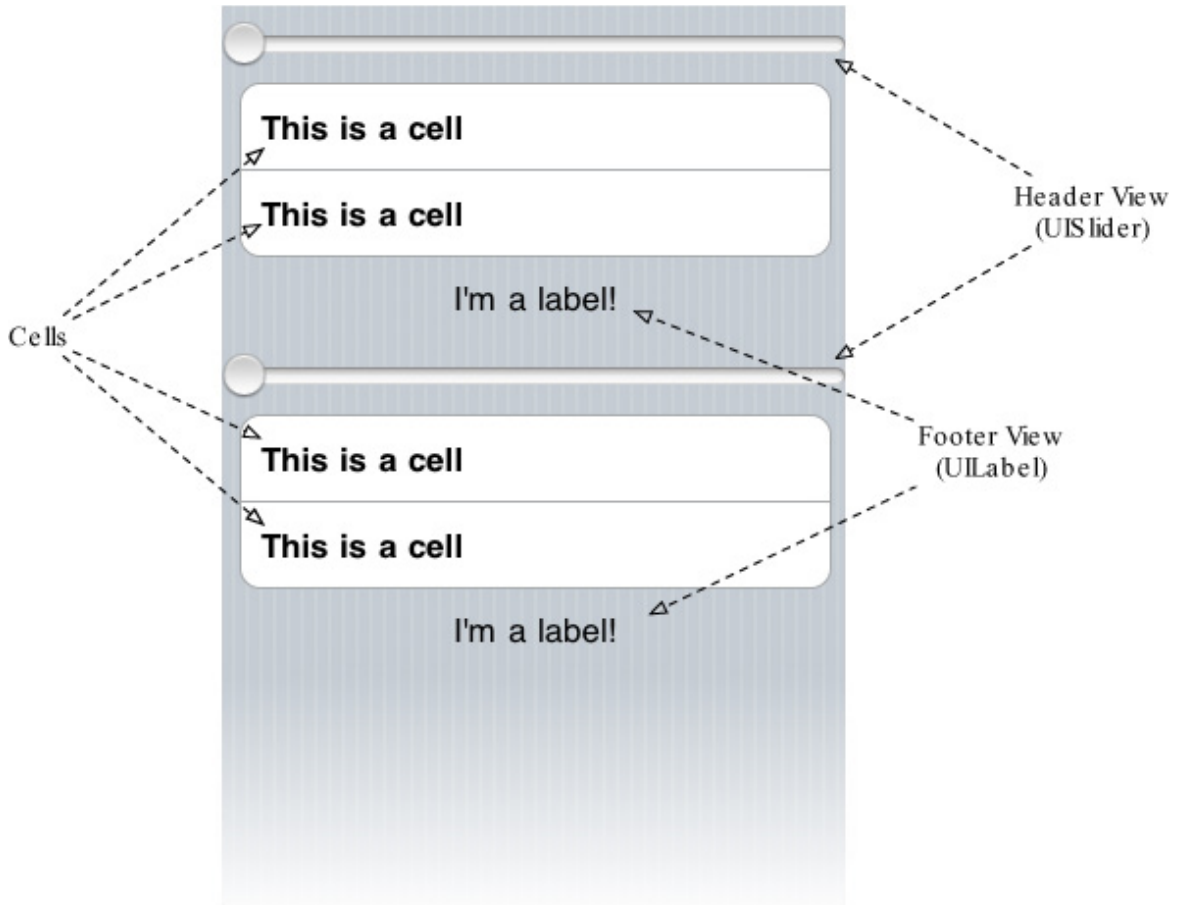 This is a cell
This is a cell
Header View
(UISlider)
I'm a label!
Cells
This is a cell
Footer View
(UILabel)
This is a cell
I'm a label!